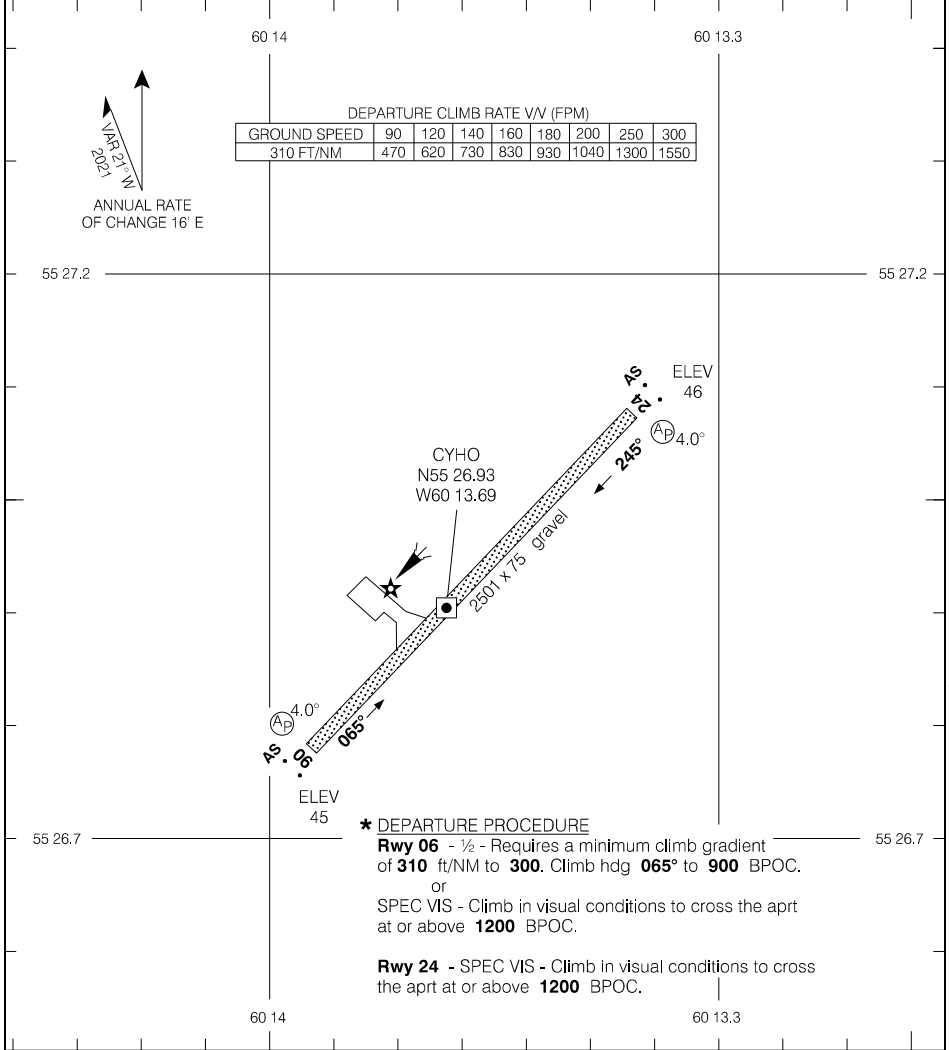 60 14 60 13.3
VAR 21° W
2021
ANNUAL RATE
OF CHANGE 16' E
DEPARTURE CLIMB RATE V/V (FPM)
GROUND SPEED 90 120 140 160 180 200 250 300
310 FT/NM 470 620 730 830 930 1040 1300 1550
55 27.2 55 27.2
AS
24
ELEV
46
AP 4.0°
245°
CYHO
N55 26.93
W60 13.69
2501 x 75 gravel
AP 4.0°
065°
AS
06
ELEV
45
55 26.7 55 26.7
* DEPARTURE PROCEDURE
Rwy 06 - ½ - Requires a minimum climb gradient
of 310 ft/NM to 300. Climb hdg 065° to 900 BPOC.
or
SPEC VIS - Climb in visual conditions to cross the aprt
at or above 1200 BPOC.
Rwy 24 - SPEC VIS - Climb in visual conditions to cross
the aprt at or above 1200 BPOC.
60 14 60 13.3